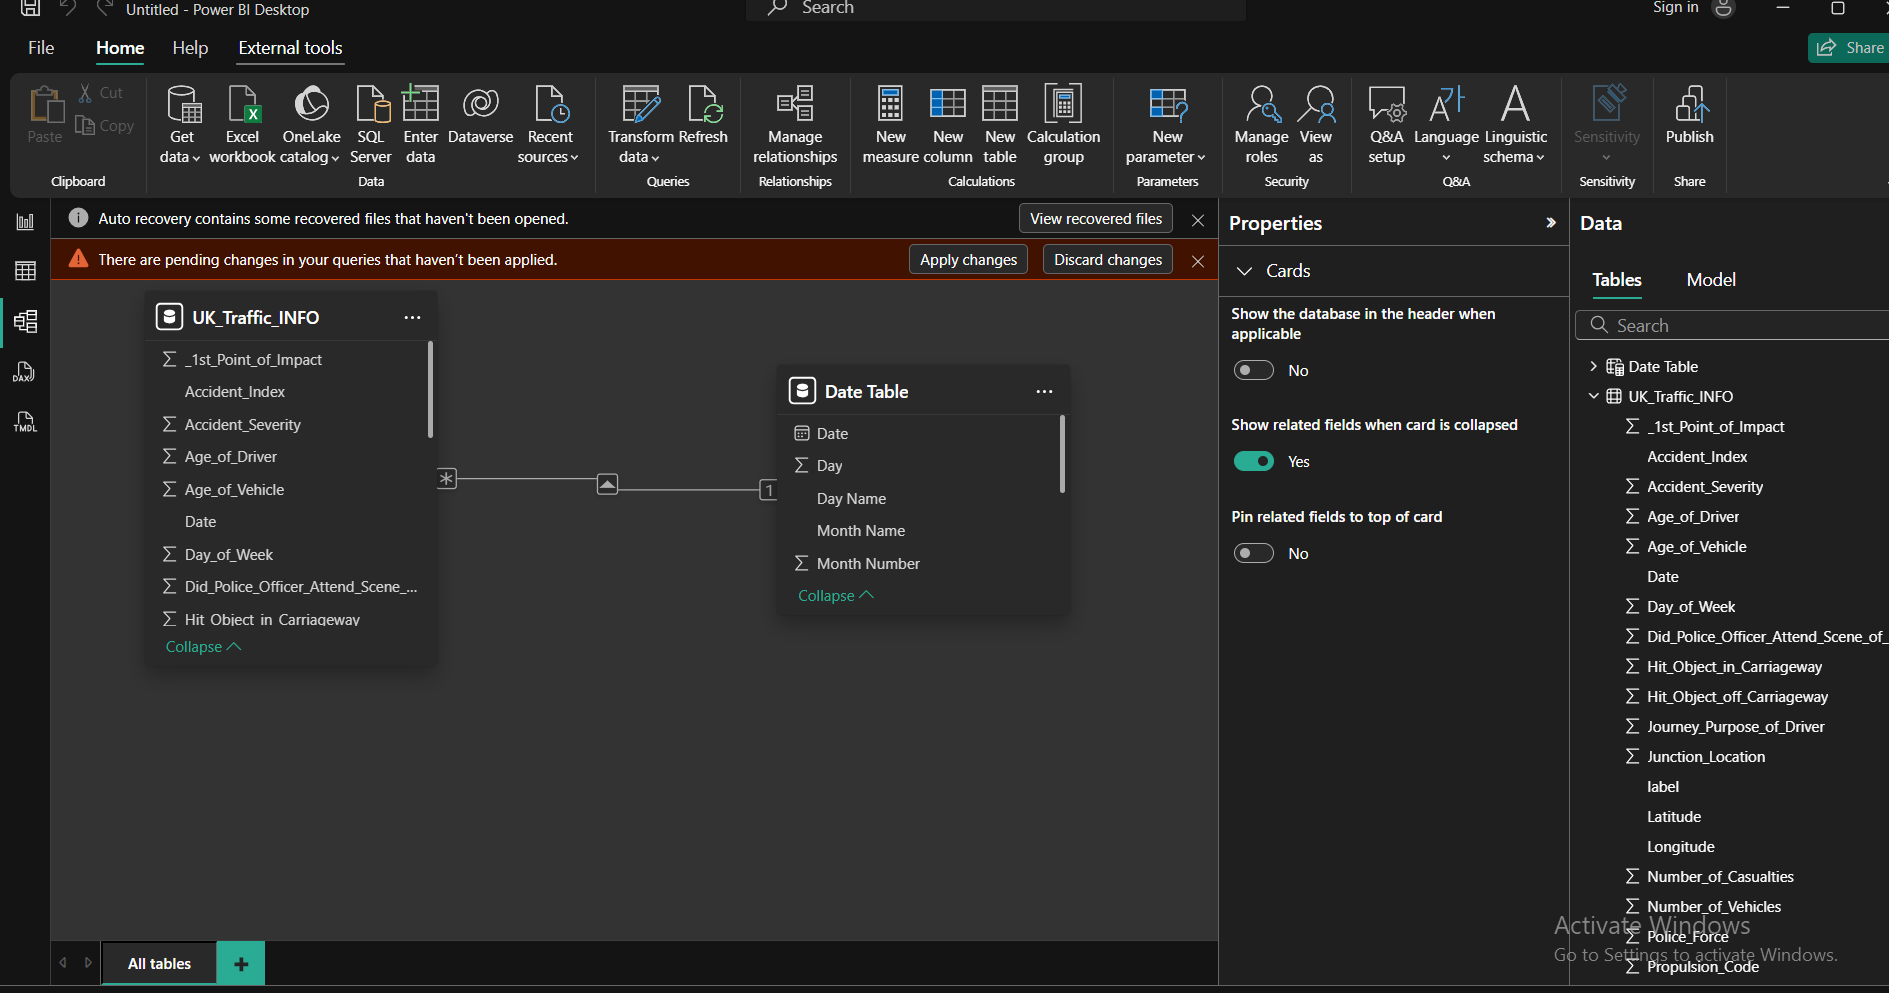 Untitled - Power BI Desktop
Search
Sign in
File
Home
Help
External tools
Share
Paste
Cut
Copy
Clipboard
Get data
Excel workbook
OneLake catalog
SQL Server
Enter data
Dataverse
Recent sources
Data
Transform data
Refresh
Queries
Manage relationships
Relationships
New measure
New column
New table
Calculation group
Calculations
New parameter
Parameters
Manage roles
View as
Security
Q&A setup
Language
Linguistic schema
Q&A
Sensitivity
Sensitivity
Publish
Share
DAX
TMDL
Auto recovery contains some recovered files that haven't been opened.
View recovered files
There are pending changes in your queries that haven't been applied.
Apply changes
Discard changes
UK_Traffic_INFO
_1st_Point_of_Impact
Accident_Index
Accident_Severity
Age_of_Driver
Age_of_Vehicle
Date
Day_of_Week
Did_Police_Officer_Attend_Scene_...
Hit_Object_in_Carriageway
Collapse
*
1
Date Table
Date
Day
Day Name
Month Name
Month Number
Collapse
All tables
Properties
Cards
Show the database in the header when
applicable
No
Show related fields when card is collapsed
Yes
Pin related fields to top of card
No
Data
Tables
Model
Search
Date Table
UK_Traffic_INFO
_1st_Point_of_Impact
Accident_Index
Accident_Severity
Age_of_Driver
Age_of_Vehicle
Date
Day_of_Week
Did_Police_Officer_Attend_Scene_of_
Hit_Object_in_Carriageway
Hit_Object_off_Carriageway
Journey_Purpose_of_Driver
Junction_Location
label
Latitude
Longitude
Number_of_Casualties
Number_of_Vehicles
Police_Force
Propulsion_Code
Activate Windows
Go to Settings to activate Windows.